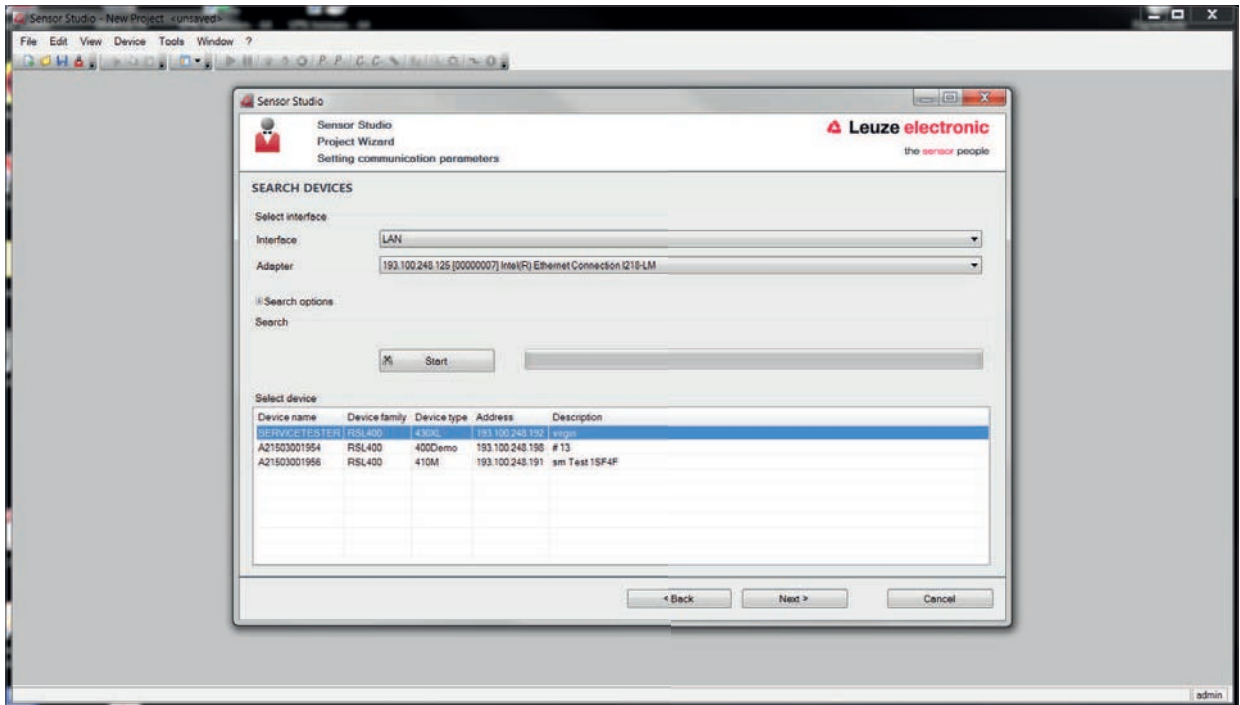 Sensor Studio - New Project <unsaved>
File Edit View Device Tools Window ?
Sensor Studio
Sensor Studio
Project Wizard
Setting communication parameters
Leuze electronic
the sensor people
SEARCH DEVICES
Select interface
Interface LAN
Adapter 193.100.248.125 [00000007] Intel(R) Ethernet Connection I218-LM
Search options
Search
Start
Select device
Device name Device family Device type Address Description
SERVICETESTER RSL400 430XL 193.100.248.192 virgin
A21503001954 RSL400 400Demo 193.100.248.198 # 13
A21503001956 RSL400 410M 193.100.248.191 sm Test 1SF4F
< Back Next > Cancel
admin